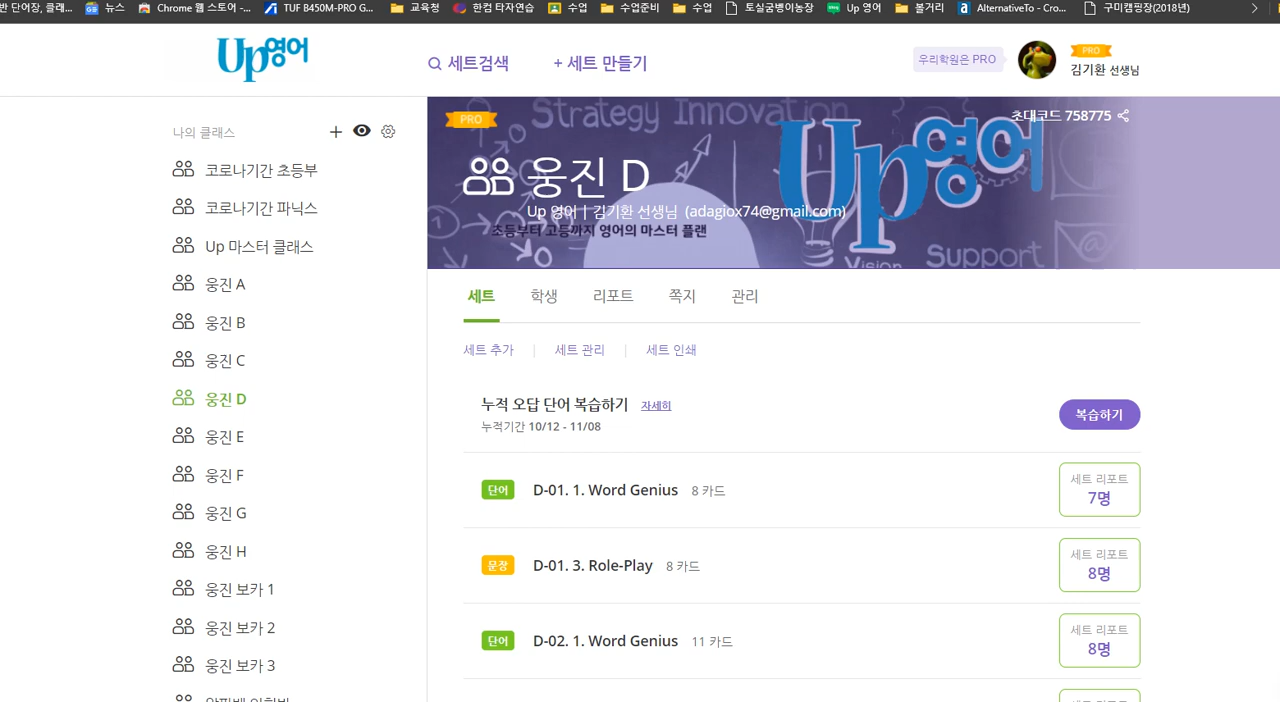 반 단어장, 클래... 뉴스 Chrome 웹 스토어 -... TUF B450M-PRO G... 교육청 한컴 타자연습 수업 수업준비 수업 토실굼벵이농장 Up 영어 볼거리 AlternativeTo - Cro... 구미캠핑장(2018년)
Up영어
세트검색
+ 세트 만들기
우리학원은 PRO
PRO
김기환 선생님
나의 클래스
코로나기간 초등부
코로나기간 파닉스
Up 마스터 클래스
웅진 A
웅진 B
웅진 C
웅진 D
웅진 E
웅진 F
웅진 G
웅진 H
웅진 보카 1
웅진 보카 2
웅진 보카 3
PRO
Strategy Innovation
초대코드 758775
웅진 D
Up영어
Up 영어 | 김기환 선생님 (adagiox74@gmail.com)
초등부터 고등까지 영어의 마스터 플랜
Vision
Support
세트 학생 리포트 쪽지 관리
세트 추가 | 세트 관리 | 세트 인쇄
누적 오답 단어 복습하기 자세히
누적기간 10/12 - 11/08
복습하기
단어 D-01. 1. Word Genius 8 카드
세트 리포트
7명
문장 D-01. 3. Role-Play 8 카드
세트 리포트
8명
단어 D-02. 1. Word Genius 11 카드
세트 리포트
8명